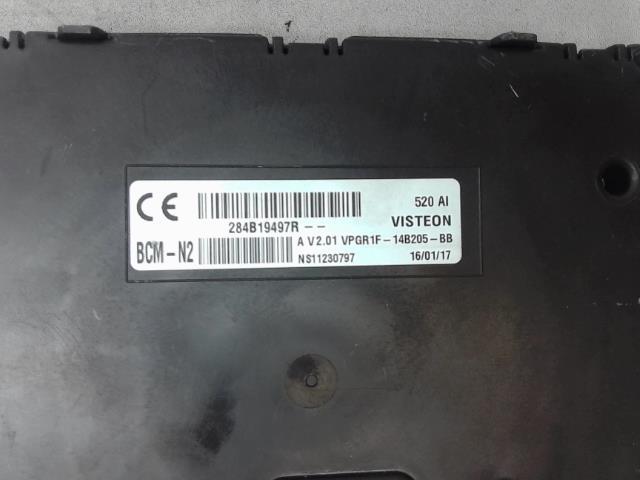 CE 520 AI
284B19497R -- VISTEON
BCM-N2 A V2.01 VPGR1F-14B205-BB
NS11230797 16/01/17